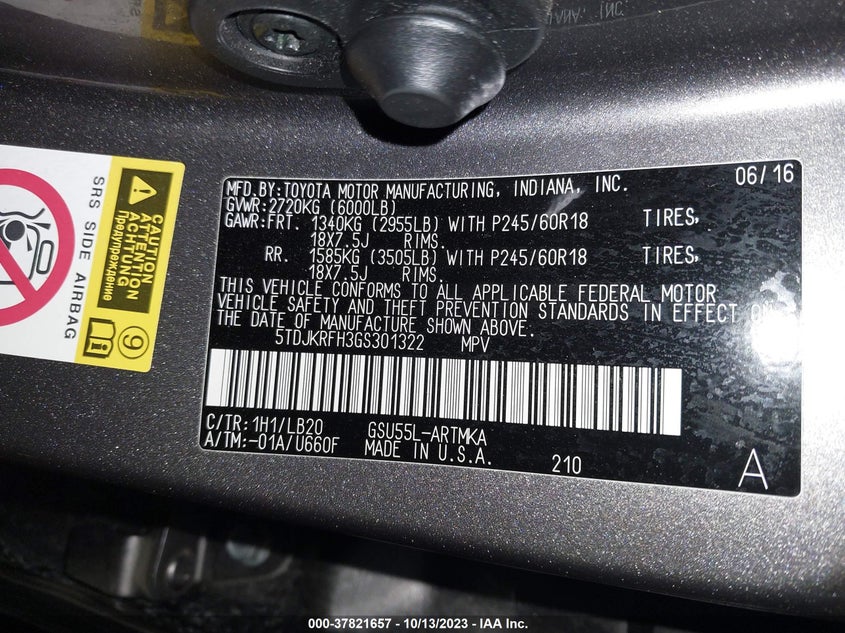 MFD.BY:TOYOTA MOTOR MANUFACTURING, INDIANA, INC. 06/16
GVWR:2720KG (6000LB)
GAWR:FRT. 1340KG (2955LB) WITH P245/60R18 TIRES,
18X7.5J RIMS.
RR. 1585KG (3505LB) WITH P245/60R18 TIRES,
18X7.5J RIMS.
THIS VEHICLE CONFORMS TO ALL APPLICABLE FEDERAL MOTOR
VEHICLE SAFETY AND THEFT PREVENTION STANDARDS IN EFFECT ON
THE DATE OF MANUFACTURE SHOWN ABOVE.
5TDJKRFH3GS301322 MPV
C/TR:1H1/LB20 GSU55L-ARTMKA
A/TM:-01A/U660F MADE IN U.S.A. 210 A
SRS SIDE AIRBAG
CAUTION
ATTENTION
ACHTUNG
Предупреждение
9
000-37821657 - 10/13/2023 - IAA Inc.